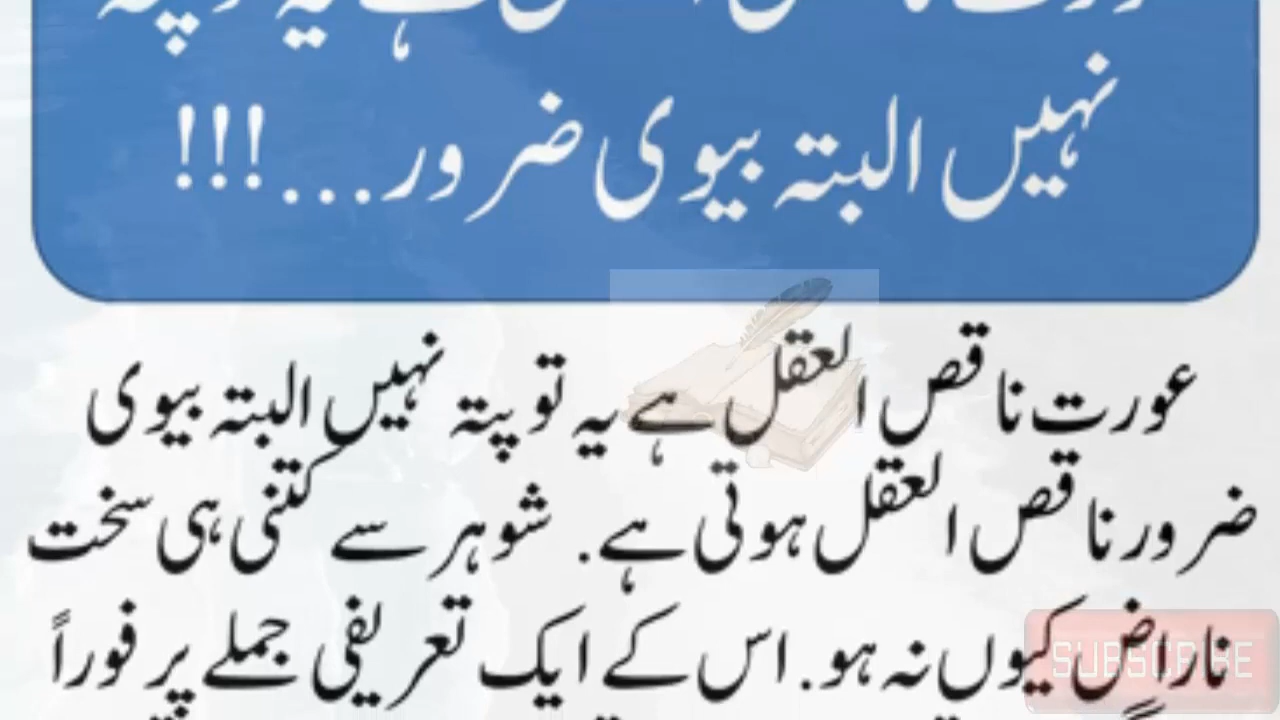 نہیں البتہ بیوی ضرور...!!!
عورت ناقص العقل ہے یہ تو پتہ نہیں البتہ بیوی
ضرور ناقص العقل ہوتی ہے. شوہر سے کتنی ہی سخت
ناراض کیوں نہ ہو. اس کے ایک تعریفی جملے پر فوراً
SUBSCRIBE